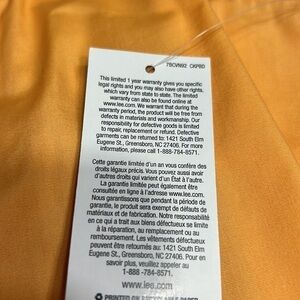 7BCVN92 CKPBD
This limited 1 year warranty gives you specific
legal rights and you may also have other rights,
which vary from state to state. The limited
warranty can also be found online at
www.lee.com. We warrant that during the
warranty period, the product will be free from
defects in materials and workmanship. Our
responsibility for defective goods is limited
to repair, replacement or refund. Defective
garments can be returned to: 1421 South Elm
Eugene St., Greensboro, NC 27406. For more
information, please call 1-888-784-8571.
Cette garantie limitée d'un an vous confère des
droits légaux précis. Vous pouvez aussi avoir
d'autres droits qui varient d'un État à l'autre.
La garantie limitée peut également être
consultée en ligne à l'adresse www.lee.com.
Nous garantissons que pendant la période de
garantie, le produit sera exempt de défauts de
matériaux et de fabrication. Notre responsabilité
en ce qui a trait aux biens défectueux se limite
à la réparation, au remplacement ou au
remboursement. Les vêtements défectueux
peuvent être retournés au: 1421 South Elm
Eugene St., Greensboro, NC 27406. Pour en
savoir plus, veuillez appeler au
1-888 -784-8571.
www.lee.com
PRINTED ON RECYCLABLE PAPER